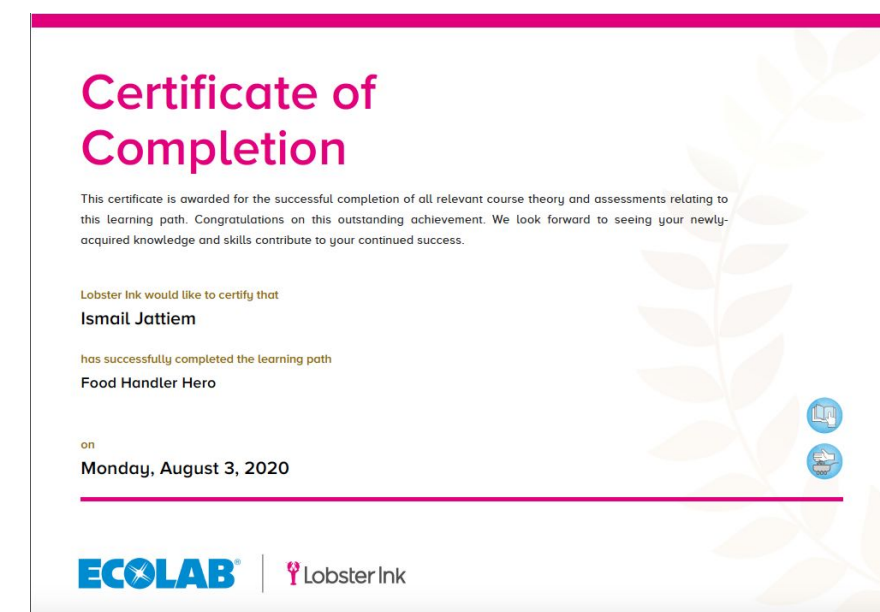 Certificate of
Completion
This certificate is awarded for the successful completion of all relevant course theory and assessments relating to
this learning path. Congratulations on this outstanding achievement. We look forward to seeing your newly-
acquired knowledge and skills contribute to your continued success.
Lobster Ink would like to certify that
Ismail Jattiem
has successfully completed the learning path
Food Handler Hero
on
Monday, August 3, 2020
ECOLAB®
Lobster Ink